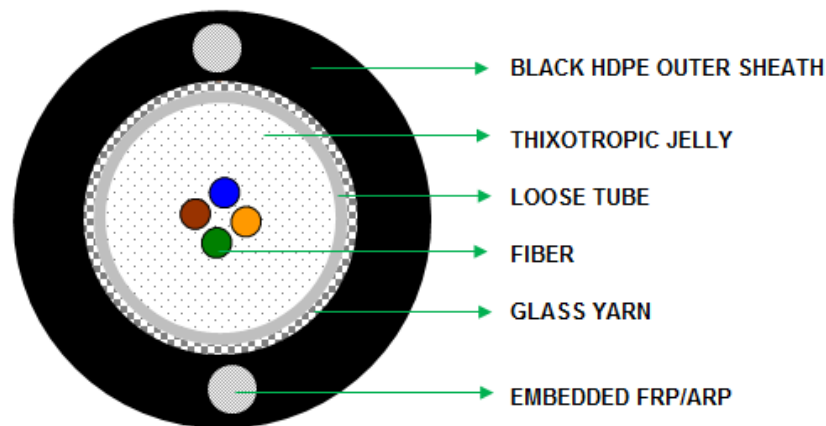 BLACK HDPE OUTER SHEATH
THIXOTROPIC JELLY
LOOSE TUBE
FIBER
GLASS YARN
EMBEDDED FRP/ARP